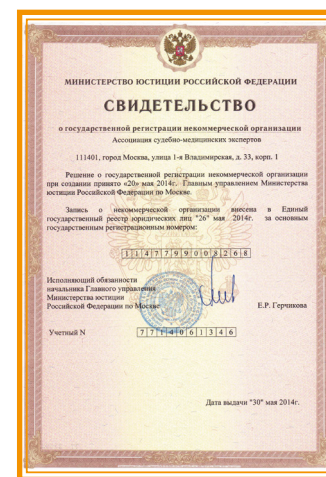 МИНИСТЕРСТВО ЮСТИЦИИ РОССИЙСКОЙ ФЕДЕРАЦИИ
СВИДЕТЕЛЬСТВО
о государственной регистрации некоммерческой организации
Ассоциация судебно-медицинских экспертов
111401, город Москва, улица 1-я Владимирская, д. 33, корп. 1
Решение о государственной регистрации некоммерческой организации
при создании принято «20» мая 2014г. Главным управлением Министерства
юстиции Российской Федерации по Москве.
Запись о некоммерческой организации внесена в Единый
государственный реестр юридических лиц "26" мая 2014г. за основным
государственным регистрационным номером:
1147799008268
Исполняющий обязанности
начальника Главного управления
Министерства юстиции
Российской Федерации по Москве
Е.Р. Герчикова
Учетный N 7714061346
Дата выдачи "30" мая 2014г.